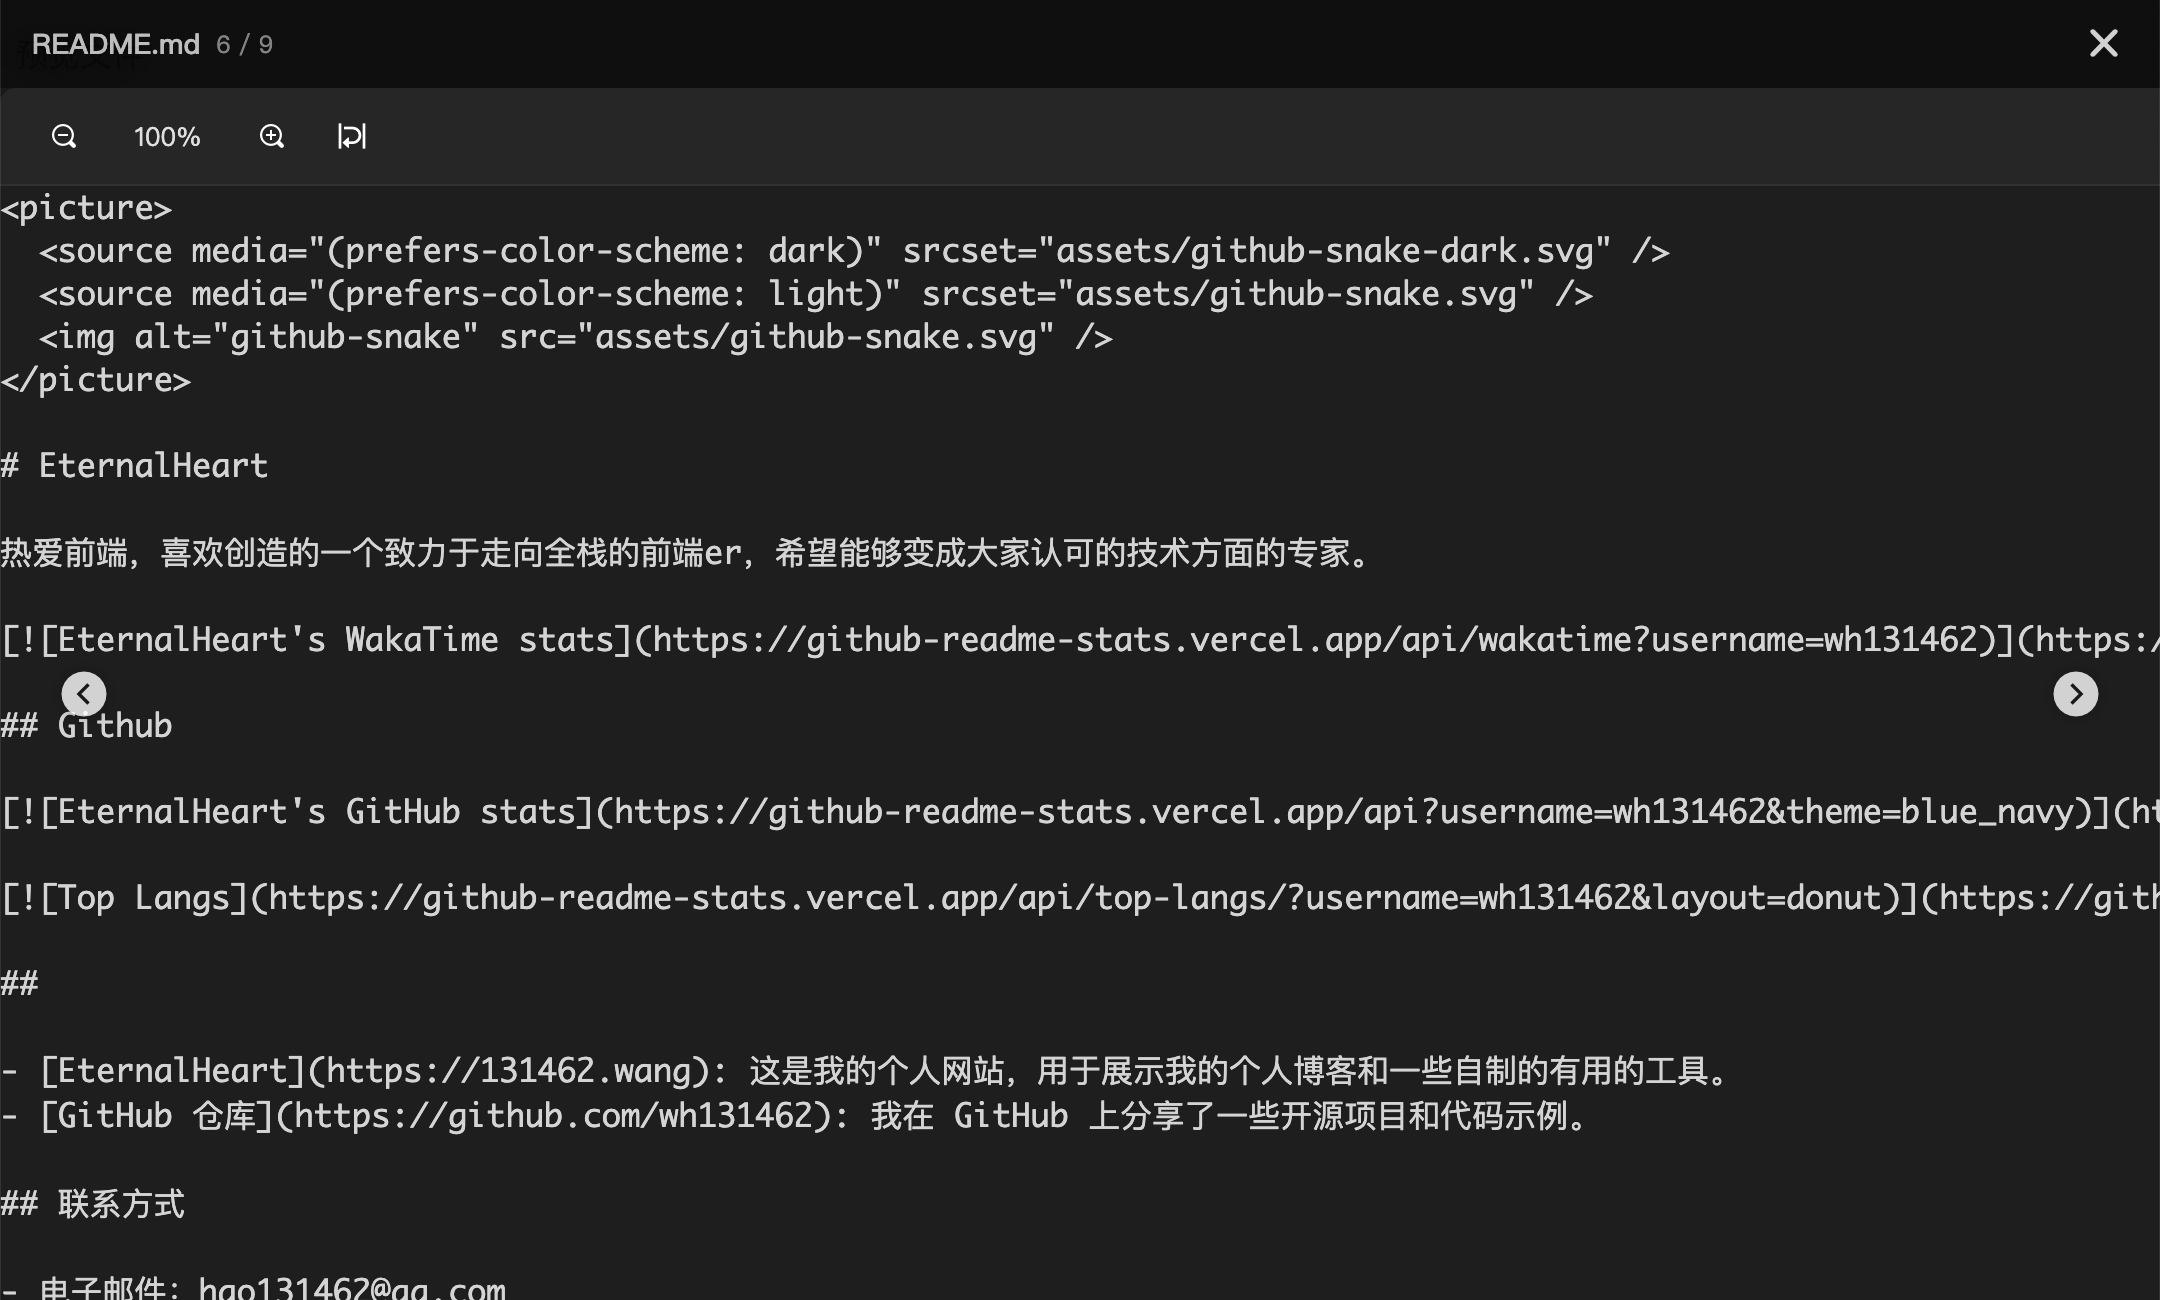 README.md 6 / 9
预览文件
100%
<picture>
  <source media="(prefers-color-scheme: dark)" srcset="assets/github-snake-dark.svg" />
  <source media="(prefers-color-scheme: light)" srcset="assets/github-snake.svg" />
  <img alt="github-snake" src="assets/github-snake.svg" />
</picture>
# EternalHeart
热爱前端，喜欢创造的一个致力于走向全栈的前端er，希望能够变成大家认可的技术方面的专家。
[![EternalHeart's WakaTime stats](https://github-readme-stats.vercel.app/api/wakatime?username=wh131462)](https:/
## Github
[![EternalHeart's GitHub stats](https://github-readme-stats.vercel.app/api?username=wh131462&theme=blue_navy)](ht
[![Top Langs](https://github-readme-stats.vercel.app/api/top-langs/?username=wh131462&layout=donut)](https://gith
##
- [EternalHeart](https://131462.wang): 这是我的个人网站，用于展示我的个人博客和一些自制的有用的工具。
- [GitHub 仓库](https://github.com/wh131462): 我在 GitHub 上分享了一些开源项目和代码示例。
## 联系方式
- 电子邮件：hao131462@qq.com